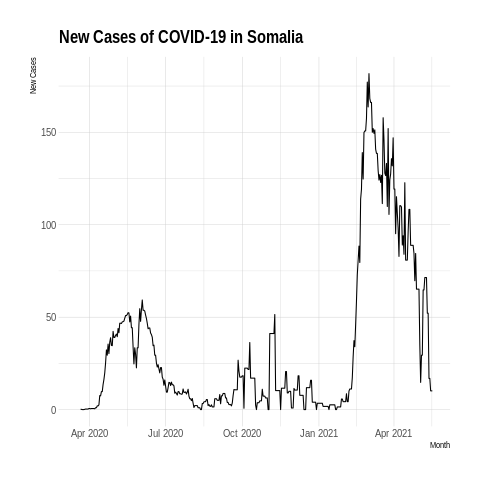 New Cases of COVID-19 in Somalia
New Cases
150
100
50
0
Apr 2020 Jul 2020 Oct 2020 Jan 2021 Apr 2021
Month